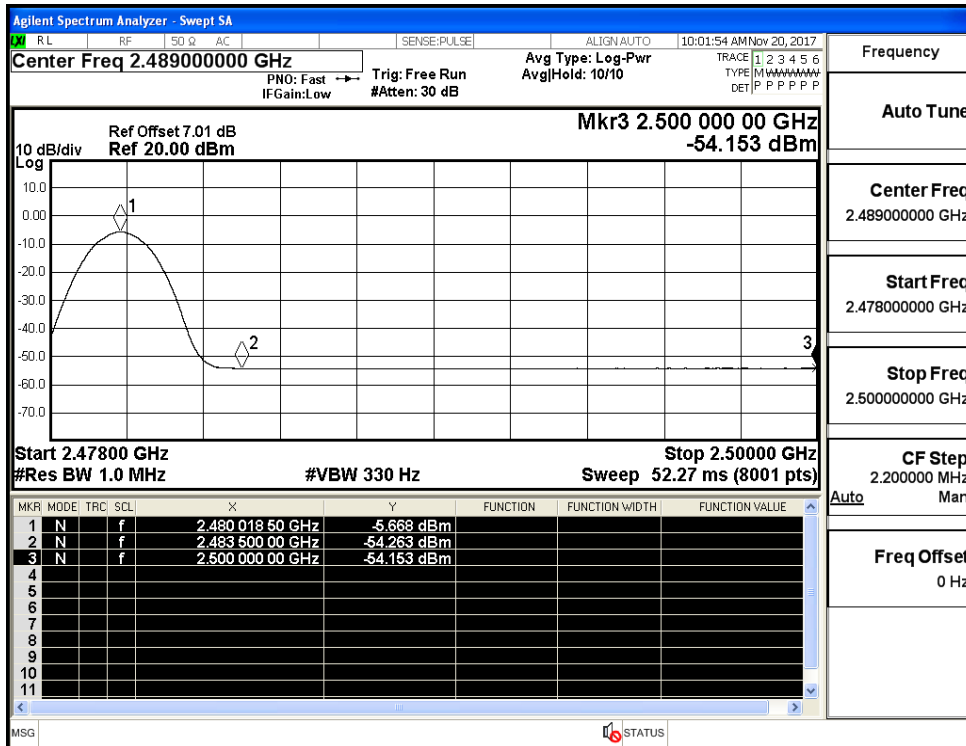 Agilent Spectrum Analyzer - Swept SA
LXI RL RF 50 Ω AC SENSE:PULSE ALIGN AUTO 10:01:54 AM Nov 20, 2017
Center Freq 2.489000000 GHz
PNO: Fast
IFGain:Low
Trig: Free Run
#Atten: 30 dB
Avg Type: Log-Pwr
Avg|Hold: 10/10
TRACE 1 2 3 4 5 6
TYPE M
DET P P P P P P
Mkr3 2.500 000 00 GHz
-54.153 dBm
Ref Offset 7.01 dB
10 dB/div Ref 20.00 dBm
Log
10.0
0.00
-10.0
-20.0
-30.0
-40.0
-50.0
-60.0
-70.0
1
2
3
Start 2.47800 GHz Stop 2.50000 GHz
#Res BW 1.0 MHz #VBW 330 Hz Sweep 52.27 ms (8001 pts)
MKR MODE TRC SCL X Y FUNCTION FUNCTION WIDTH FUNCTION VALUE
1 N f 2.480 018 50 GHz -5.668 dBm
2 N f 2.483 500 00 GHz -54.263 dBm
3 N f 2.500 000 00 GHz -54.153 dBm
4
5
6
7
8
9
10
11
MSG STATUS
Frequency
Auto Tune
Center Freq
2.489000000 GHz
Start Freq
2.478000000 GHz
Stop Freq
2.500000000 GHz
CF Step
2.200000 MHz
Auto Man
Freq Offset
0 Hz